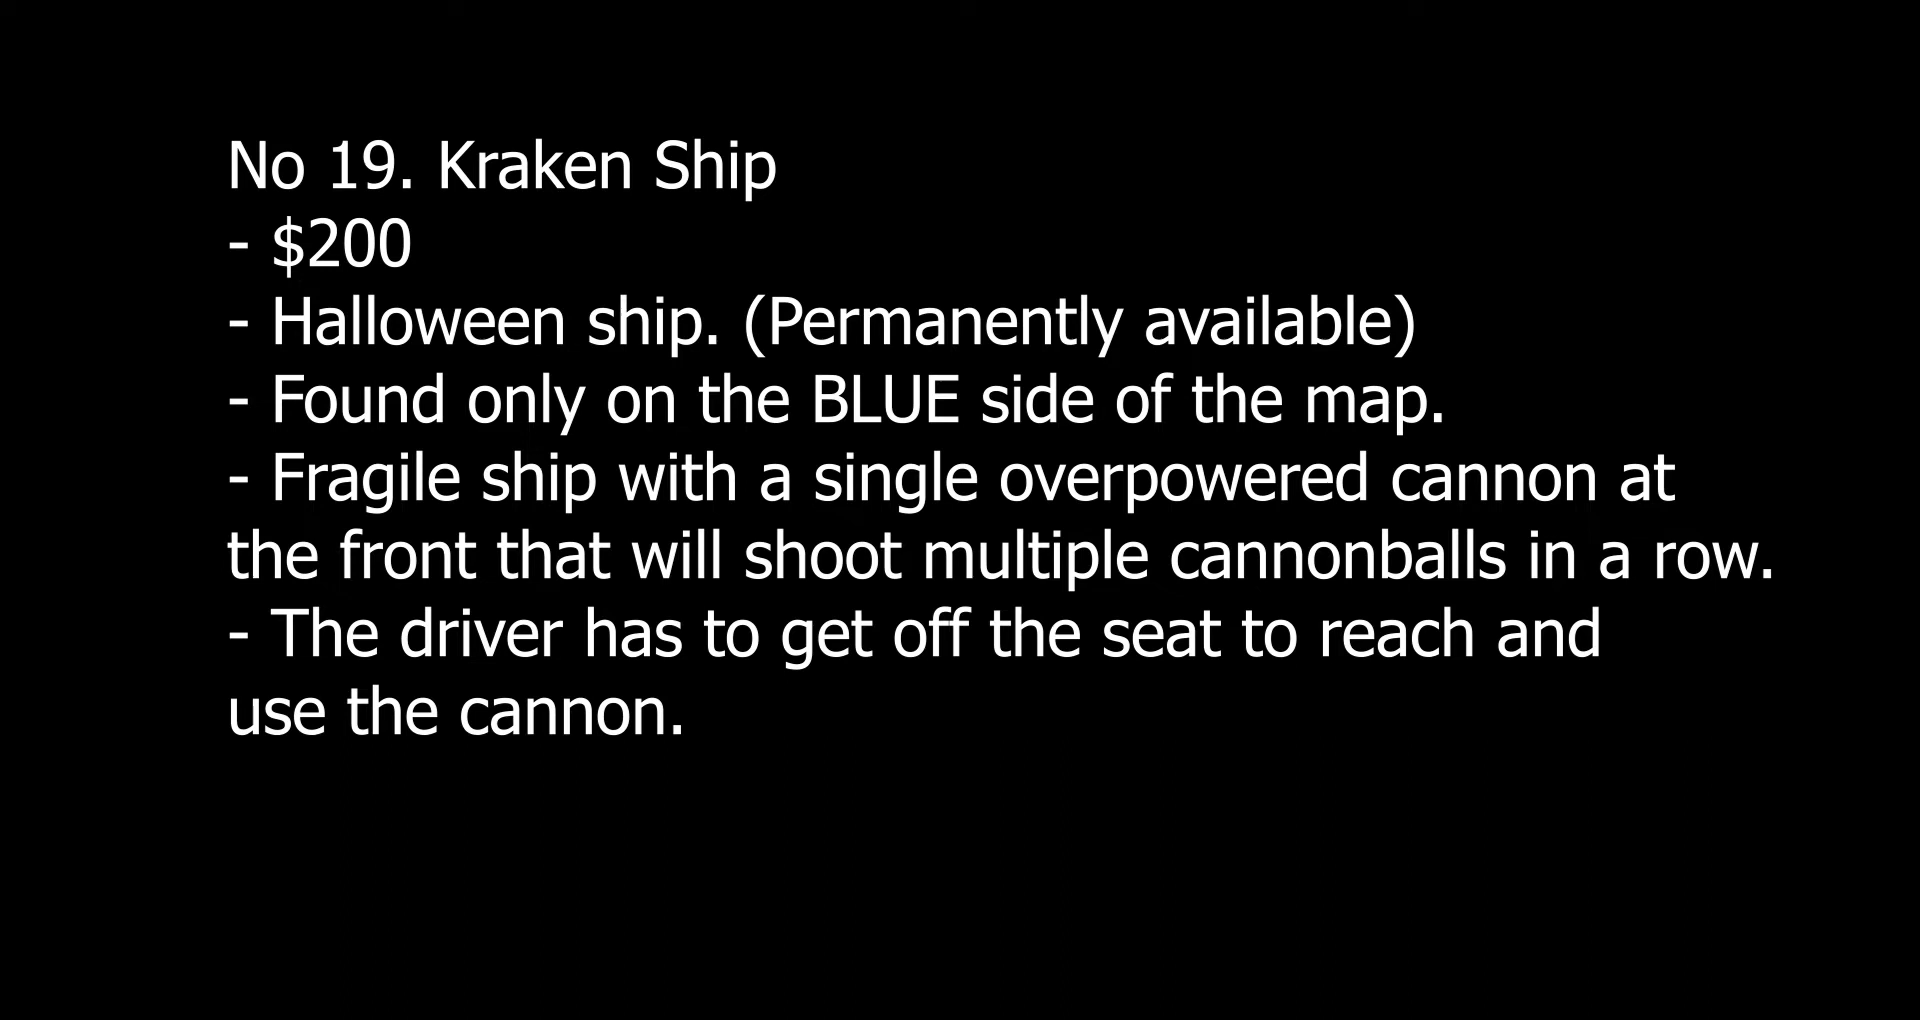 No 19. Kraken Ship
- $200
- Halloween ship. (Permanently available)
- Found only on the BLUE side of the map.
- Fragile ship with a single overpowered cannon at
the front that will shoot multiple cannonballs in a row.
- The driver has to get off the seat to reach and
use the cannon.